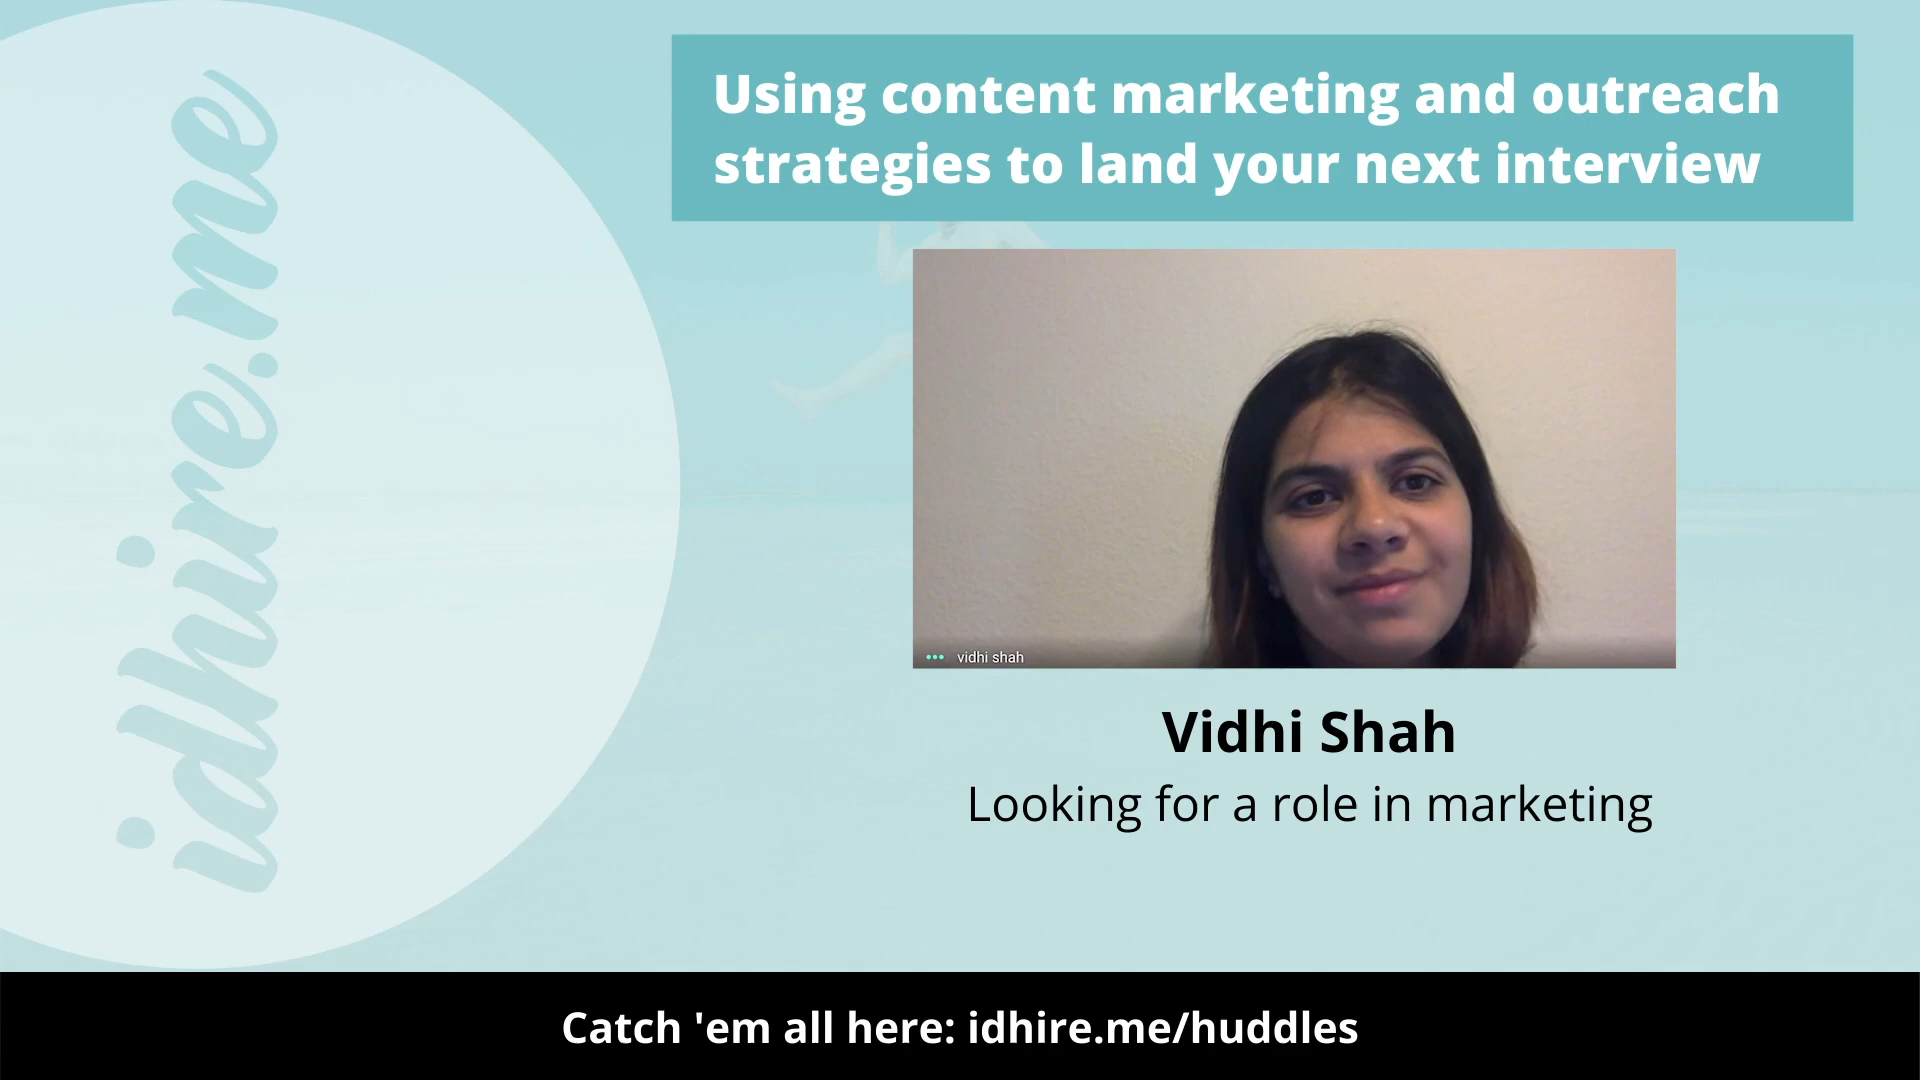 idhire.me
Using content marketing and outreach
strategies to land your next interview
vidhi shah
Vidhi Shah
Looking for a role in marketing
Catch 'em all here: idhire.me/huddles